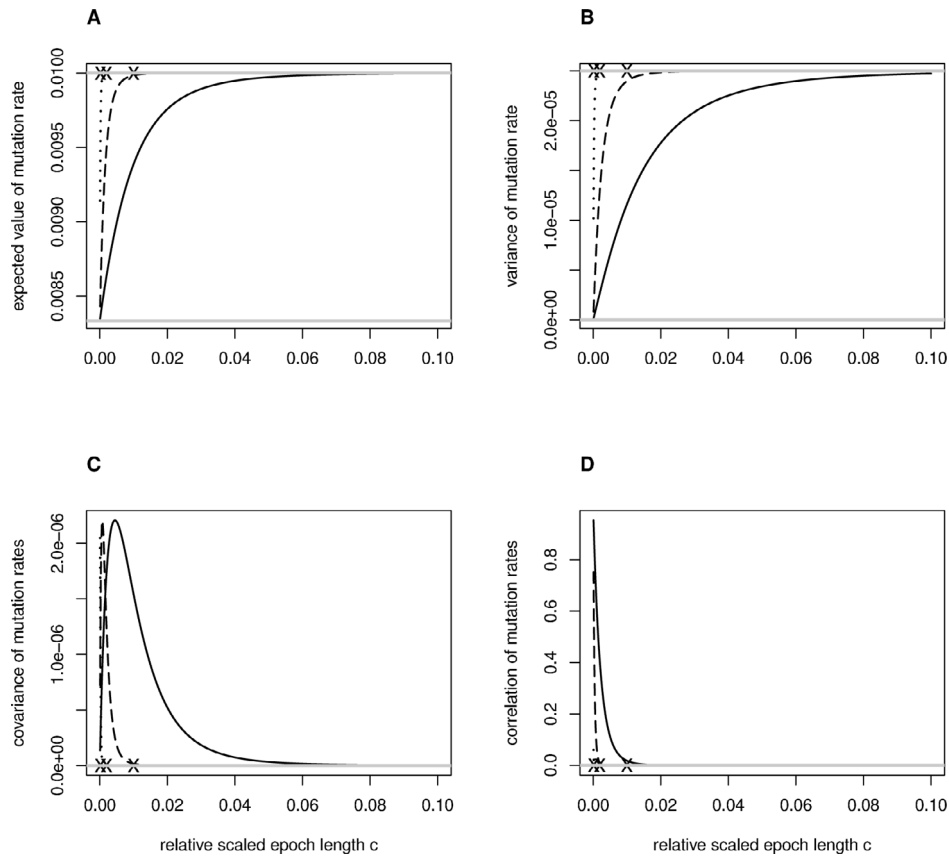 A
expected value of mutation rate
0.0085 0.0090 0.0095 0.0100
0.00 0.02 0.04 0.06 0.08 0.10
B
variance of mutation rate
0.0e+00 1.0e-05 2.0e-05
0.00 0.02 0.04 0.06 0.08 0.10
C
covariance of mutation rates
0.0e+00 1.0e-06 2.0e-06
0.00 0.02 0.04 0.06 0.08 0.10
relative scaled epoch length c
D
correlation of mutation rates
0.0 0.2 0.4 0.6 0.8
0.00 0.02 0.04 0.06 0.08 0.10
relative scaled epoch length c